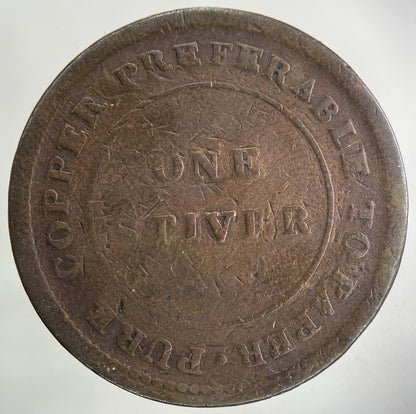 PURE COPPER PREFERABLE TO PAPER
ONE
STIVER